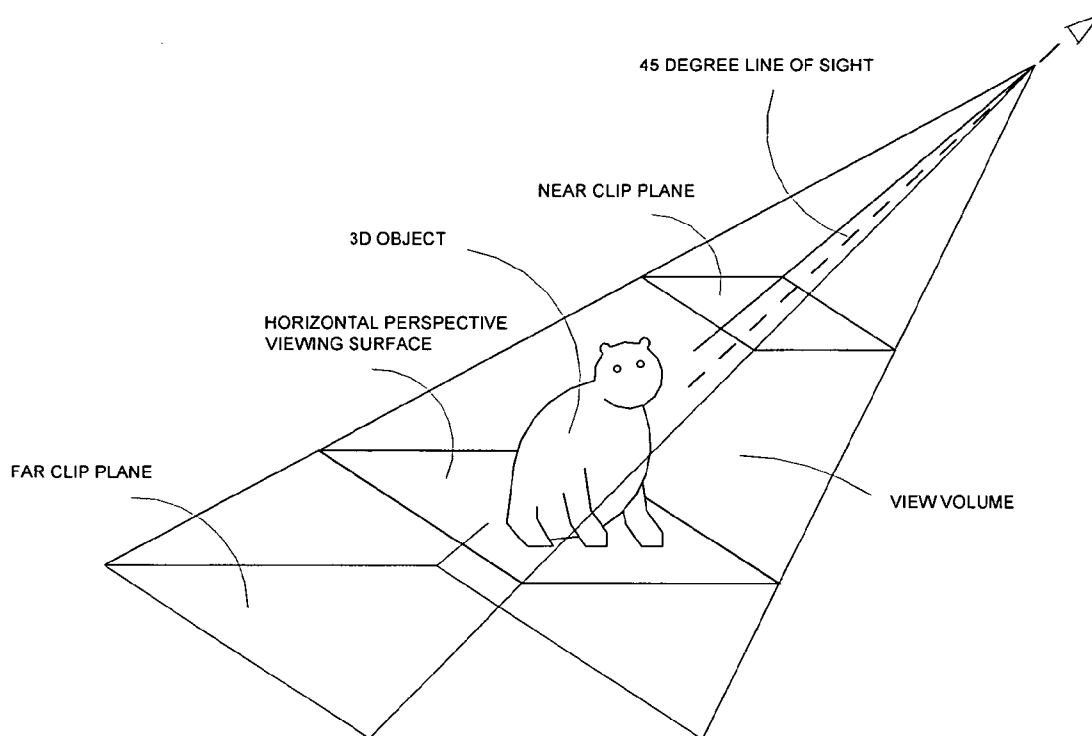 45 DEGREE LINE OF SIGHT
NEAR CLIP PLANE
3D OBJECT
HORIZONTAL PERSPECTIVE
VIEWING SURFACE
FAR CLIP PLANE
VIEW VOLUME